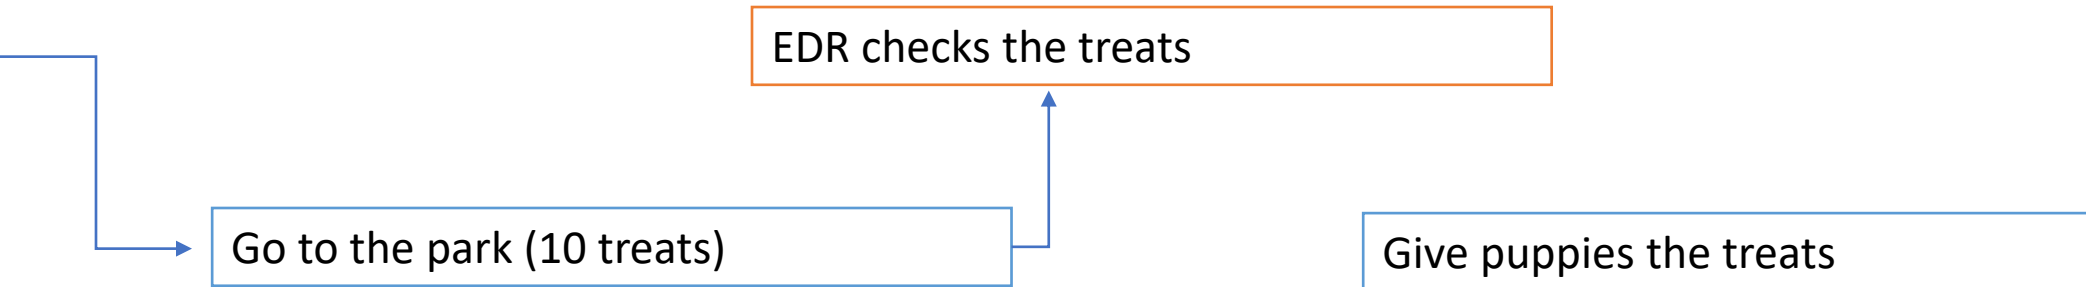 EDR checks the treats
Go to the park (10 treats)
Give puppies the treats